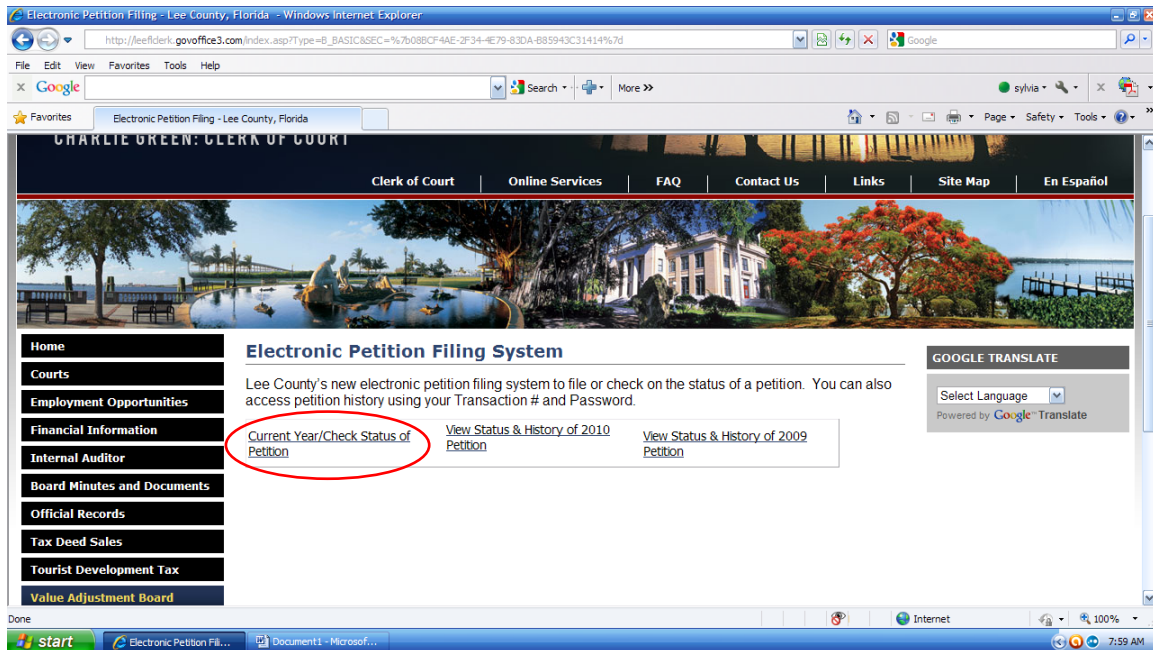 Electronic Petition Filing - Lee County, Florida - Windows Internet Explorer
http://leeflderk.govoffice3.com/index.asp?Type=B_BASIC&SEC=%7b08BCF4AE-2F34-4E79-83DA-B85943C31414%7d
Google
File Edit View Favorites Tools Help
x Google Search More >> sylvia x
Favorites Electronic Petition Filing - Lee County, Florida Page Safety Tools
CHARLIE GREEN: CLERK OF COURT
Clerk of Court | Online Services | FAQ | Contact Us | Links | Site Map | En Español
Home
Courts
Employment Opportunities
Financial Information
Internal Auditor
Board Minutes and Documents
Official Records
Tax Deed Sales
Tourist Development Tax
Value Adjustment Board
Electronic Petition Filing System
Lee County's new electronic petition filing system to file or check on the status of a petition. You can also
access petition history using your Transaction # and Password.
Current Year/Check Status of
Petition
View Status & History of 2010
Petition
View Status & History of 2009
Petition
GOOGLE TRANSLATE
Select Language
Powered by Google™ Translate
Done Internet 100%
start Electronic Petition Fili... Document1 - Microsof... 7:59 AM